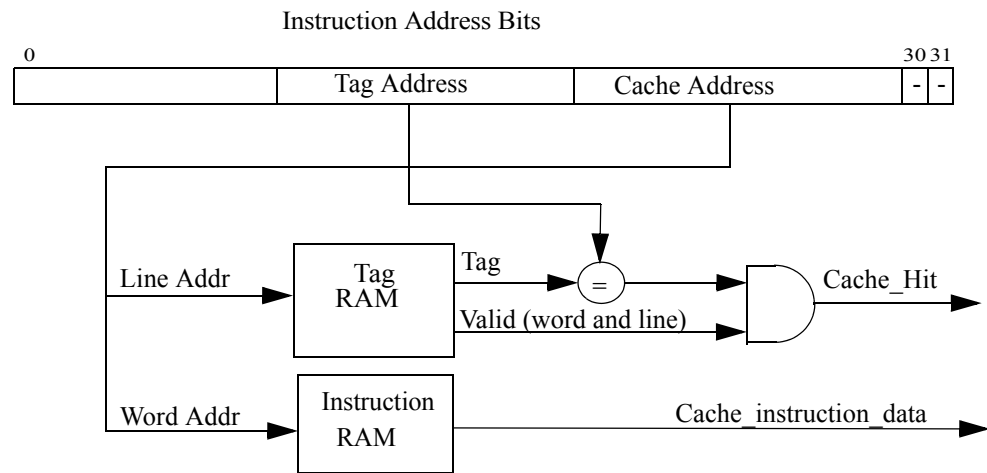 Instruction Address Bits
0 30 31
Tag Address Cache Address - -
Line Addr
Tag
RAM
Tag
=
Cache_Hit
Valid (word and line)
Word Addr
Instruction
RAM
Cache_instruction_data